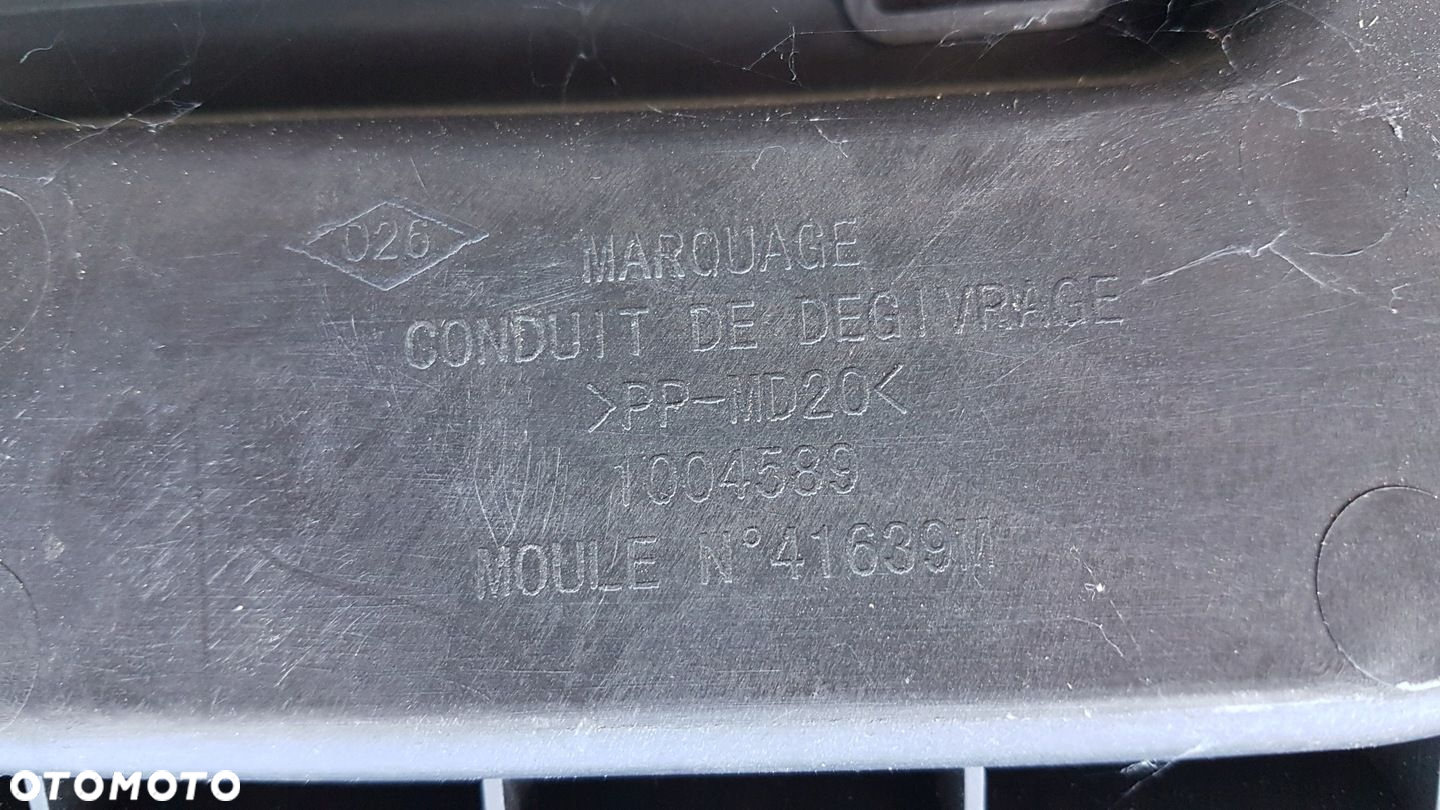 026
MARQUAGE
CONDUIT DE DEGIVRAGE
>PP-MD20<
1004589
MOULE N°41639M
OTOMOTO